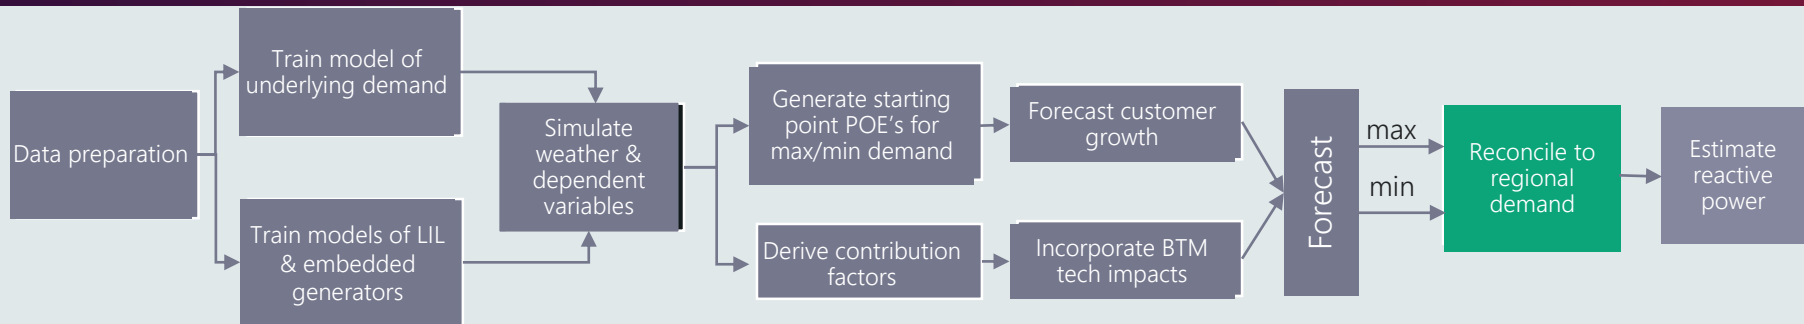 Data preparation
Train model of
underlying demand
Train models of LIL
& embedded
generators
Simulate
weather &
dependent
variables
Generate starting
point POE's for
max/min demand
Derive contribution
factors
Forecast customer
growth
Incorporate BTM
tech impacts
Forecast
max
min
Reconcile to
regional
demand
Estimate
reactive
power